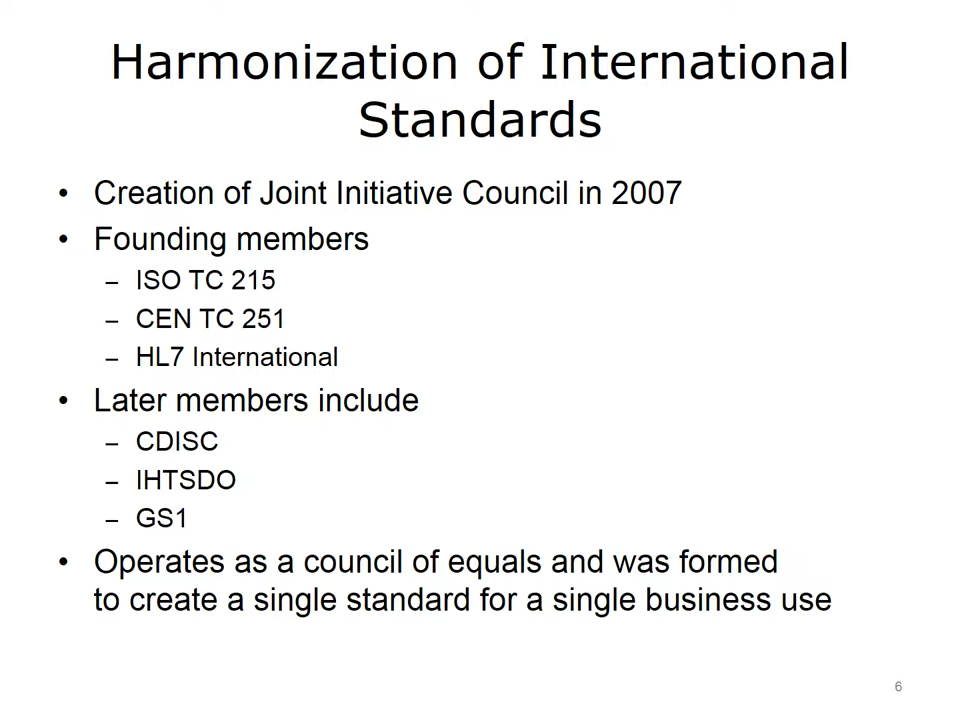 Harmonization of International
Standards
• Creation of Joint Initiative Council in 2007
• Founding members
– ISO TC 215
– CEN TC 251
– HL7 International
• Later members include
– CDISC
– IHTSDO
– GS1
• Operates as a council of equals and was formed
to create a single standard for a single business use
6